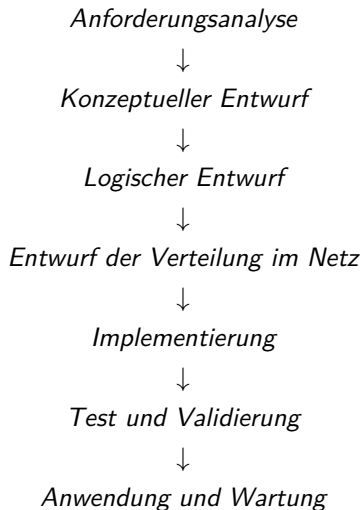 Anforderungsanalyse
↓
Konzeptueller Entwurf
↓
Logischer Entwurf
↓
Entwurf der Verteilung im Netz
↓
Implementierung
↓
Test und Validierung
↓
Anwendung und Wartung